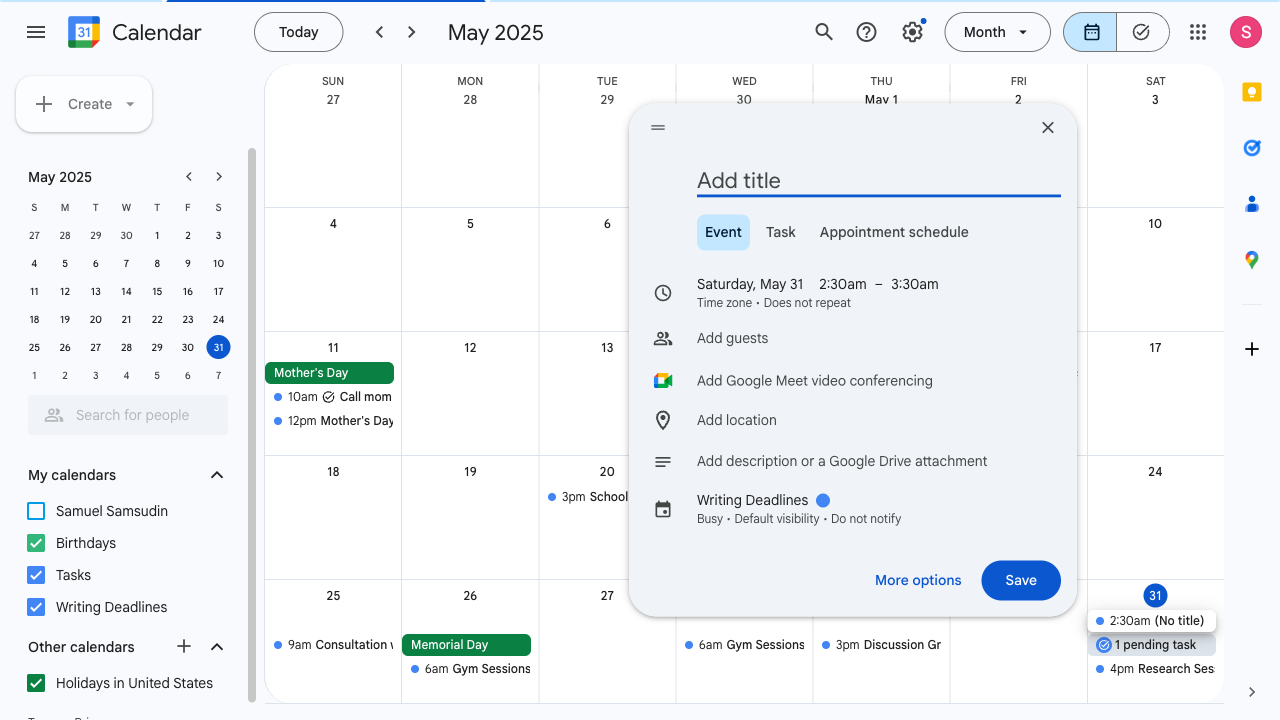 31 Calendar Today May 2025 Month S
Create
May 2025
S M T W T F S
27 28 29 30 1 2 3
4 5 6 7 8 9 10
11 12 13 14 15 16 17
18 19 20 21 22 23 24
25 26 27 28 29 30 31
1 2 3 4 5 6 7
Search for people
My calendars
Samuel Samsudin
Birthdays
Tasks
Writing Deadlines
Other calendars
Holidays in United States
SUN MON TUE WED THU FRI SAT
27 28 29 30 May 1 2 3
4 5 6 10
11 12 13 17
Mother's Day
10am Call mom
12pm Mother's Day
18 19 20 24
3pm School
25 26 27 31
2:30am (No title)
9am Consultation Memorial Day 6am Gym Sessions 3pm Discussion Gr 1 pending task
6am Gym Sessions 4pm Research Ses
Add title
Event Task Appointment schedule
Saturday, May 31 2:30am – 3:30am
Time zone • Does not repeat
Add guests
Add Google Meet video conferencing
Add location
Add description or a Google Drive attachment
Writing Deadlines
Busy • Default visibility • Do not notify
More options Save